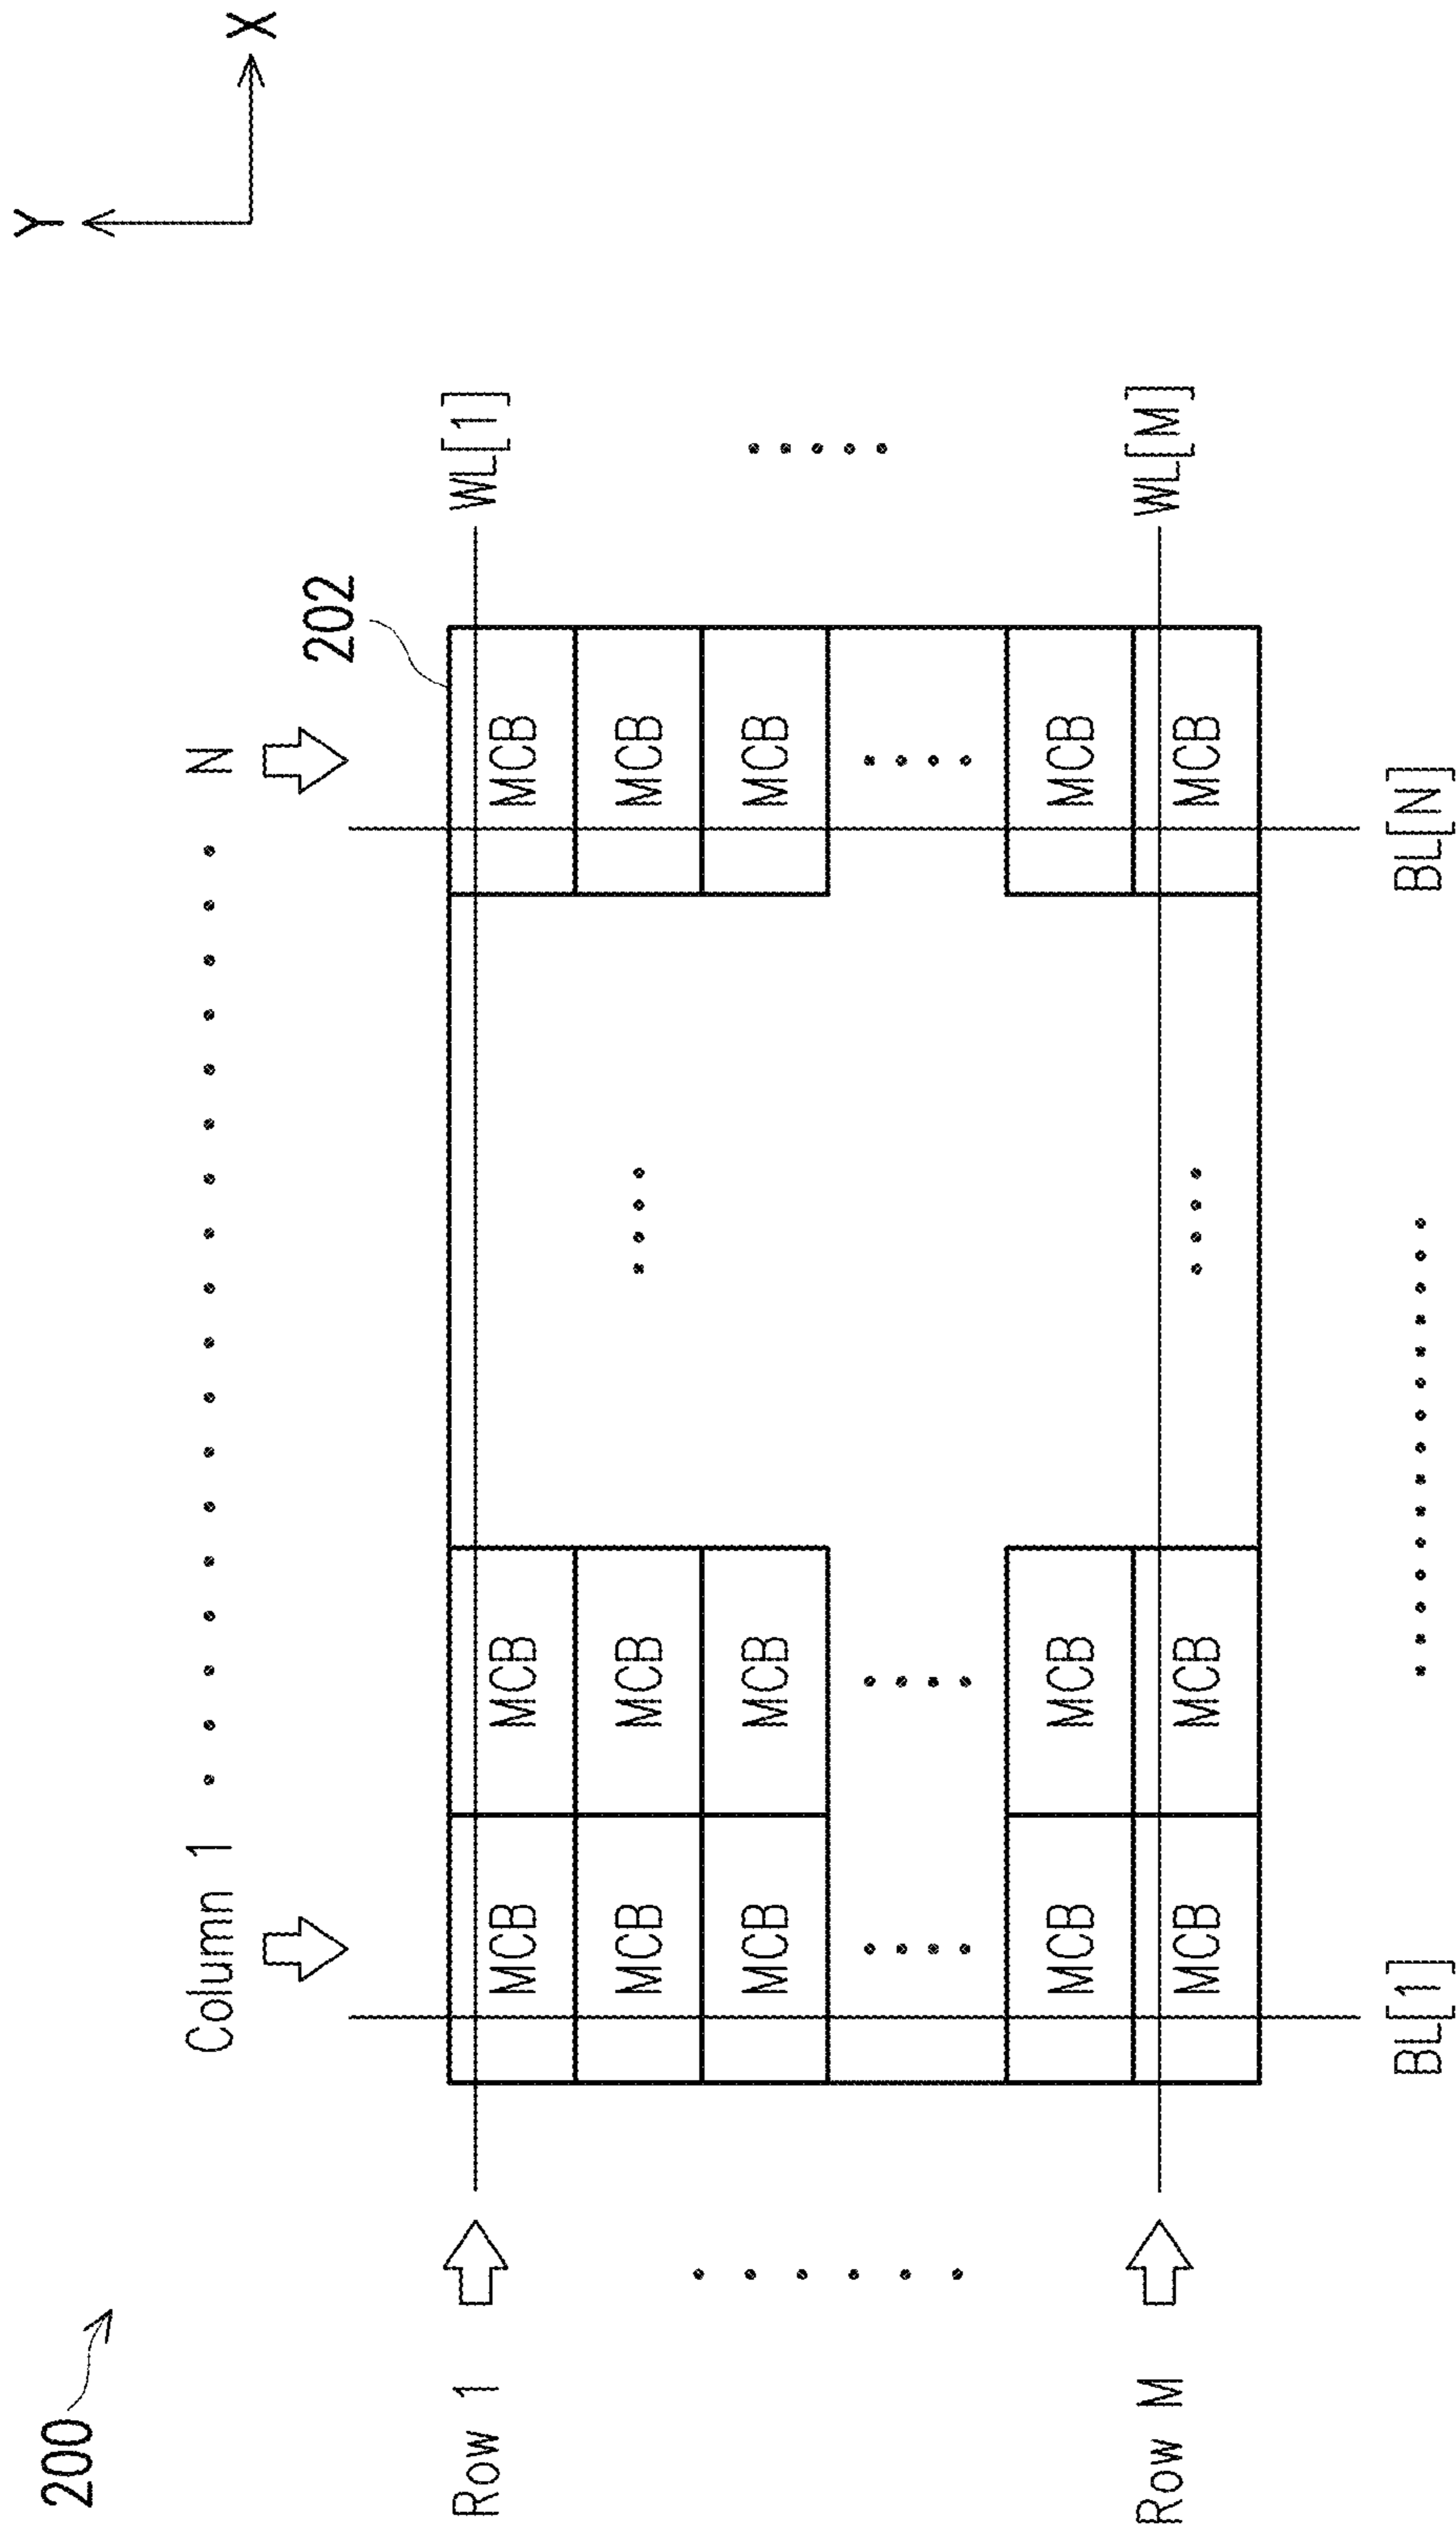 200
Y
X
Column 1 . . . . . . . . . . . . . . . . . . N
202
Row 1 MCB MCB MCB WL[1]
MCB MCB MCB
MCB MCB MCB
MCB MCB MCB
Row M MCB MCB MCB WL[M]
BL[1] . . . . . . . . . . . . . . . BL[N]